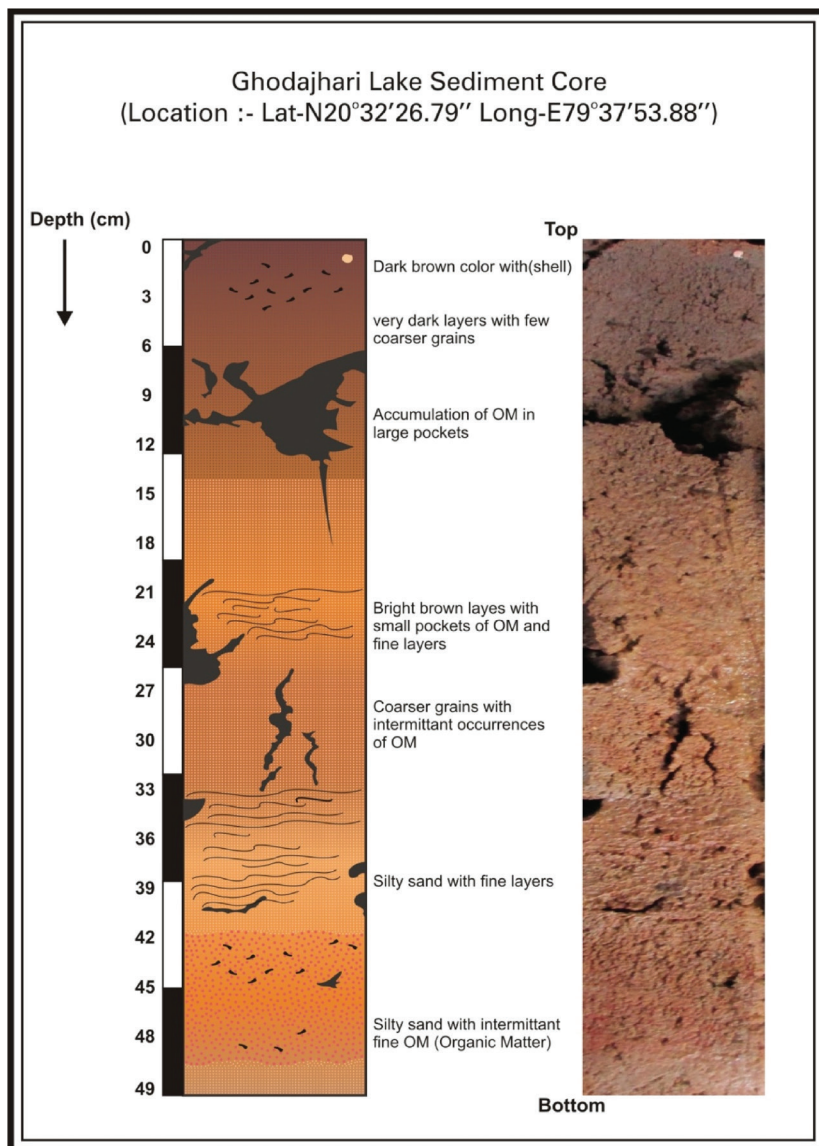 Ghodajhari Lake Sediment Core
(Location :- Lat-N20°32'26.79'' Long-E79°37'53.88'')
Depth (cm)
Top
0
3
6
9
12
15
18
21
24
27
30
33
36
39
42
45
48
49
Dark brown color with(shell)
very dark layers with few
coarser grains
Accumulation of OM in
large pockets
Bright brown layes with
small pockets of OM and
fine layers
Coarser grains with
intermittant occurrences
of OM
Silty sand with fine layers
Silty sand with intermittant
fine OM (Organic Matter)
Bottom